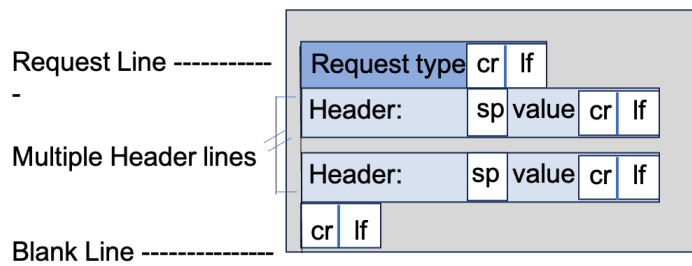 Request Line -----------
-
Request type cr lf
Header: sp value cr lf
Multiple Header lines
Header: sp value cr lf
cr lf
Blank Line ---------------